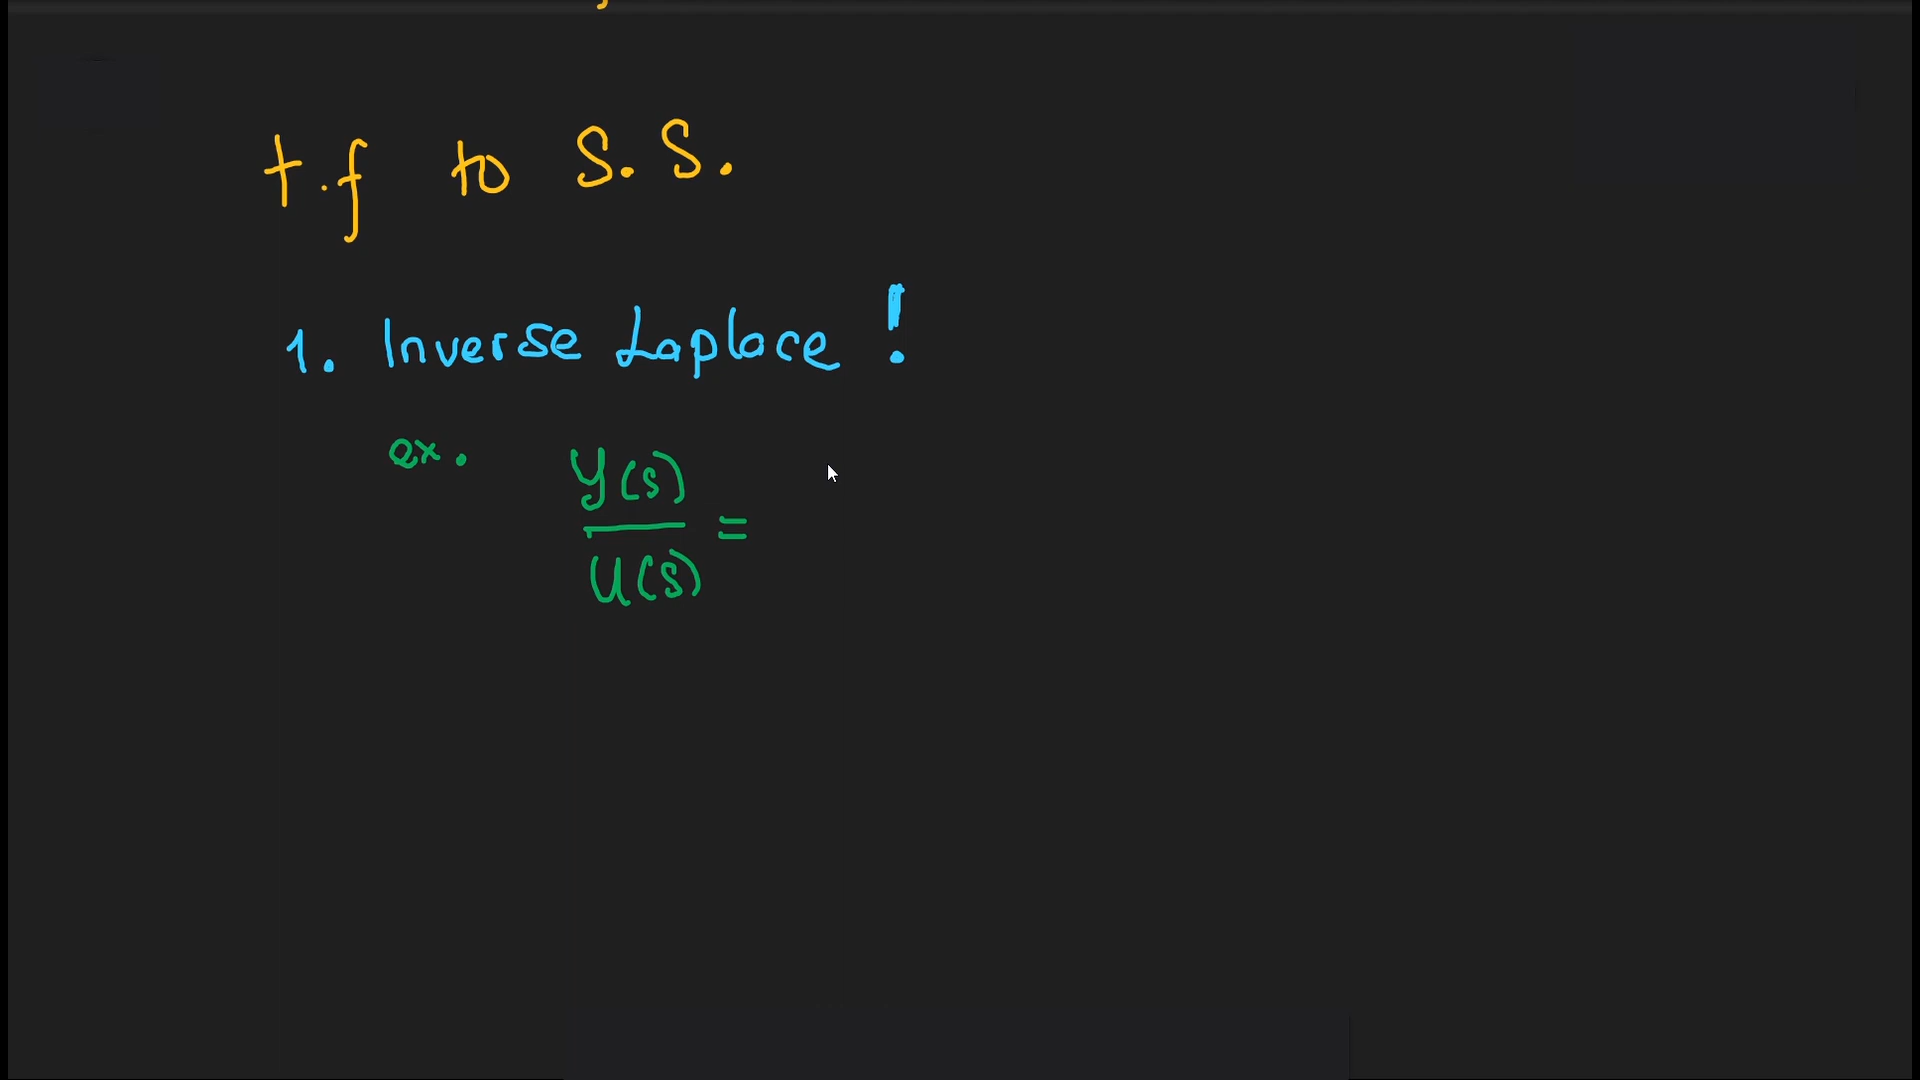 t.f to S.S.
1. Inverse Laplace !
ex. Y(s)
=
U(s)